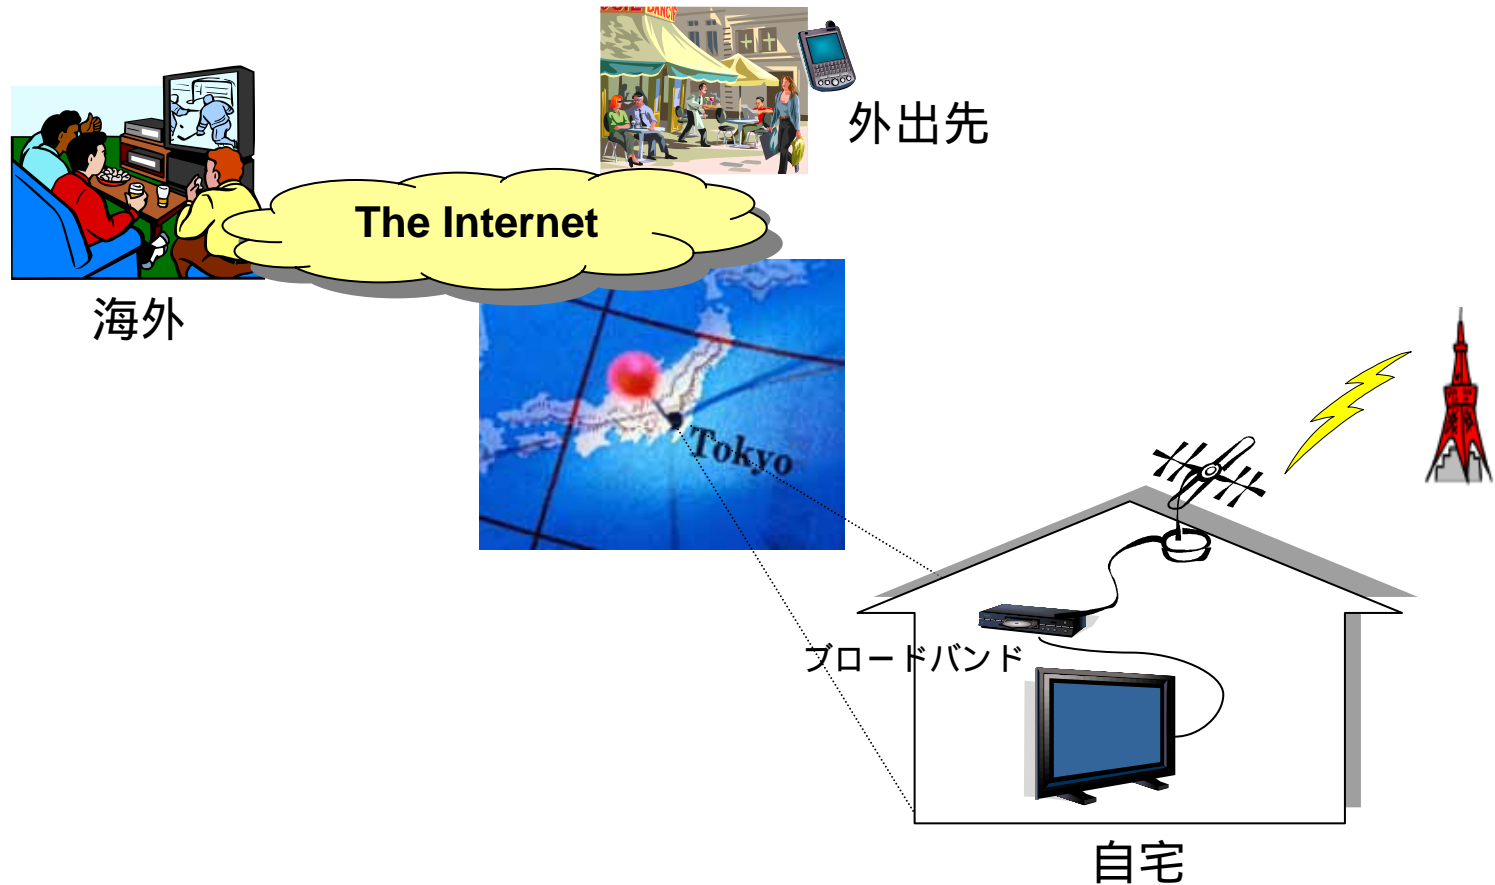 外出先
The Internet
海外
Tokyo
ブロードバンド
自宅